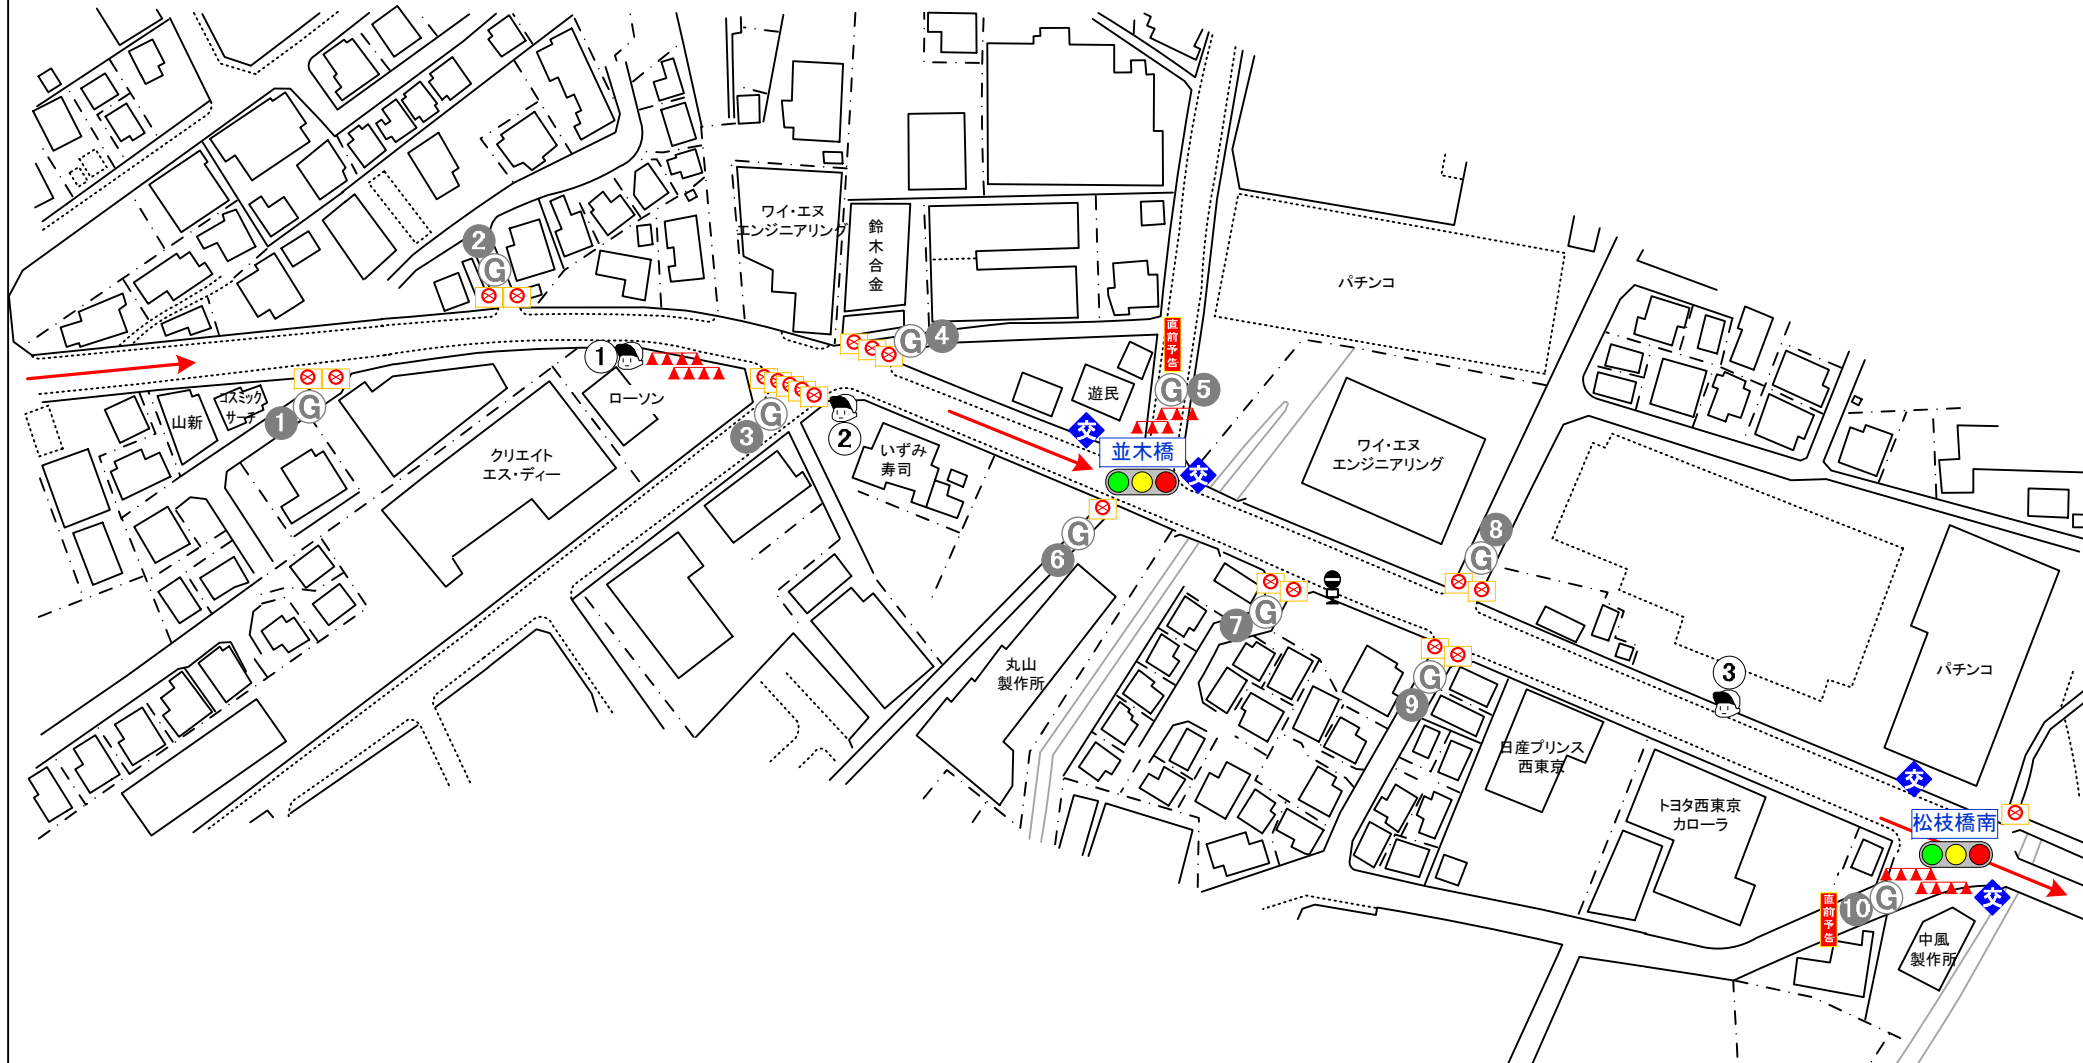 2
G
ワイ・エヌ
エンジニアリング
鈴
木
合
金
パチンコ
G
4
1
直
前
予
告
G
5
コスミック
サーチ
山新
1
G
ローソン
G
3
2
遊民
交
並木橋
交
クリエイト
エス・ディー
いずみ
寿司
ワイ・エヌ
エンジニアリング
G
6
8
G
7
G
丸山
製作所
G
9
3
パチンコ
日産プリンス
西東京
トヨタ西東京
カローラ
交
松枝橋南
直
前
予
告
10
G
交
中風
製作所